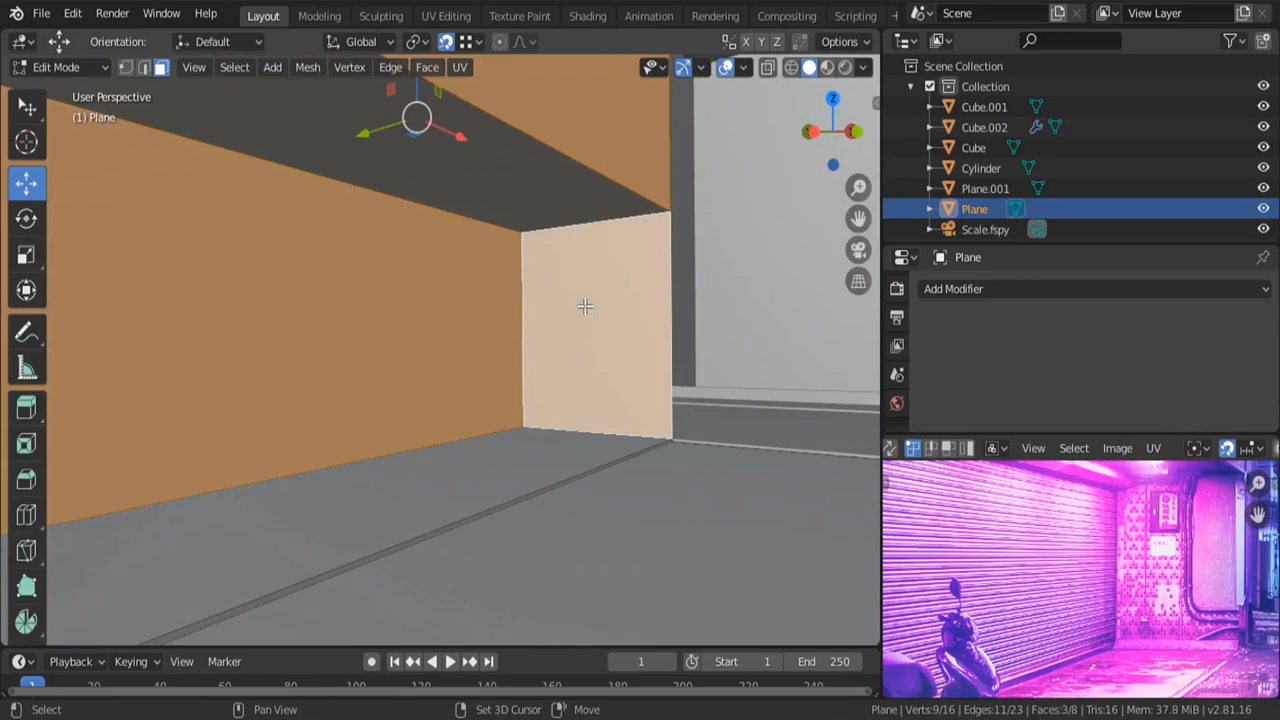 File Edit Render Window Help Layout Modeling Sculpting UV Editing Texture Paint Shading Animation Rendering Compositing Scripting + Scene View Layer
Orientation: Default Global X Y Z Options
Edit Mode View Select Add Mesh Vertex Edge Face UV
User Perspective
(1) Plane
Z
Scene Collection
Collection
Cube.001
Cube.002
Cube
Cylinder
Plane.001
Plane
Scale.fspy
Plane
Add Modifier
View Select Image UV
Playback Keying View Marker 1 Start 1 End 250
1 20 40 60 80 100 120 140 160 180 200 220 240
Select Pan View Set 3D Cursor Move Plane | Verts:9/16 | Edges:11/23 | Faces:3/8 | Tris:16 | Mem: 37.8 MiB | v2.81.16